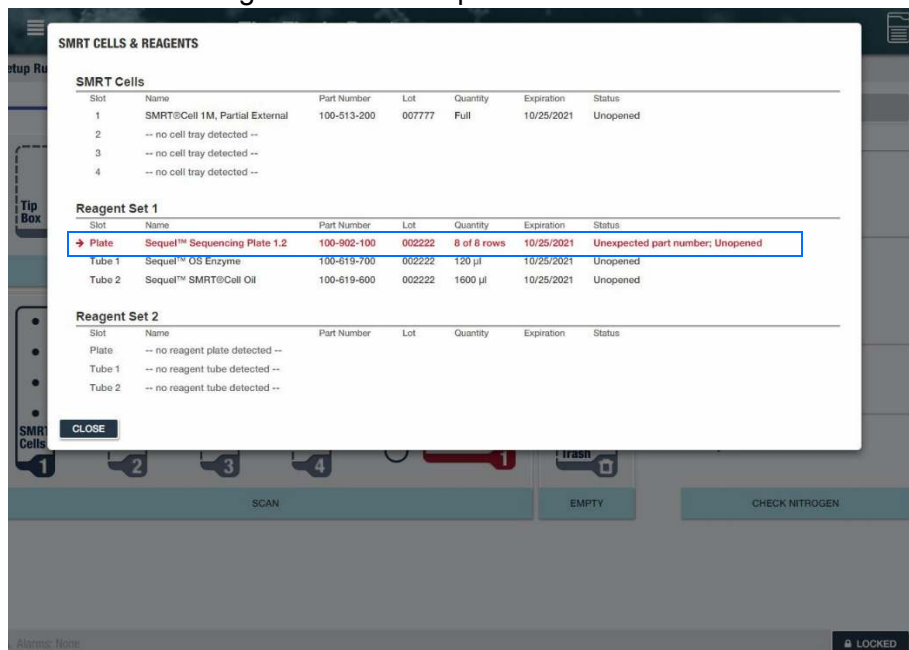 SMRT CELLS & REAGENTS
etup Ru
SMRT Cells
Slot Name Part Number Lot Quantity Expiration Status
1 SMRT®Cell 1M, Partial External 100-513-200 007777 Full 10/25/2021 Unopened
2 -- no cell tray detected --
3 -- no cell tray detected --
4 -- no cell tray detected --
Tip
Box
Reagent Set 1
Slot Name Part Number Lot Quantity Expiration Status
→ Plate Sequel™ Sequencing Plate 1.2 100-902-100 002222 8 of 8 rows 10/25/2021 Unexpected part number; Unopened
Tube 1 Sequel™ OS Enzyme 100-619-700 002222 120 µl 10/25/2021 Unopened
Tube 2 Sequel™ SMRT®Cell Oil 100-619-600 002222 1600 µl 10/25/2021 Unopened
Reagent Set 2
Slot Name Part Number Lot Quantity Expiration Status
Plate -- no reagent plate detected --
Tube 1 -- no reagent tube detected --
Tube 2 -- no reagent tube detected --
CLOSE
SMRT
Cells
1 2 3 4 1 Trash
SCAN EMPTY CHECK NITROGEN
Alarms: None LOCKED